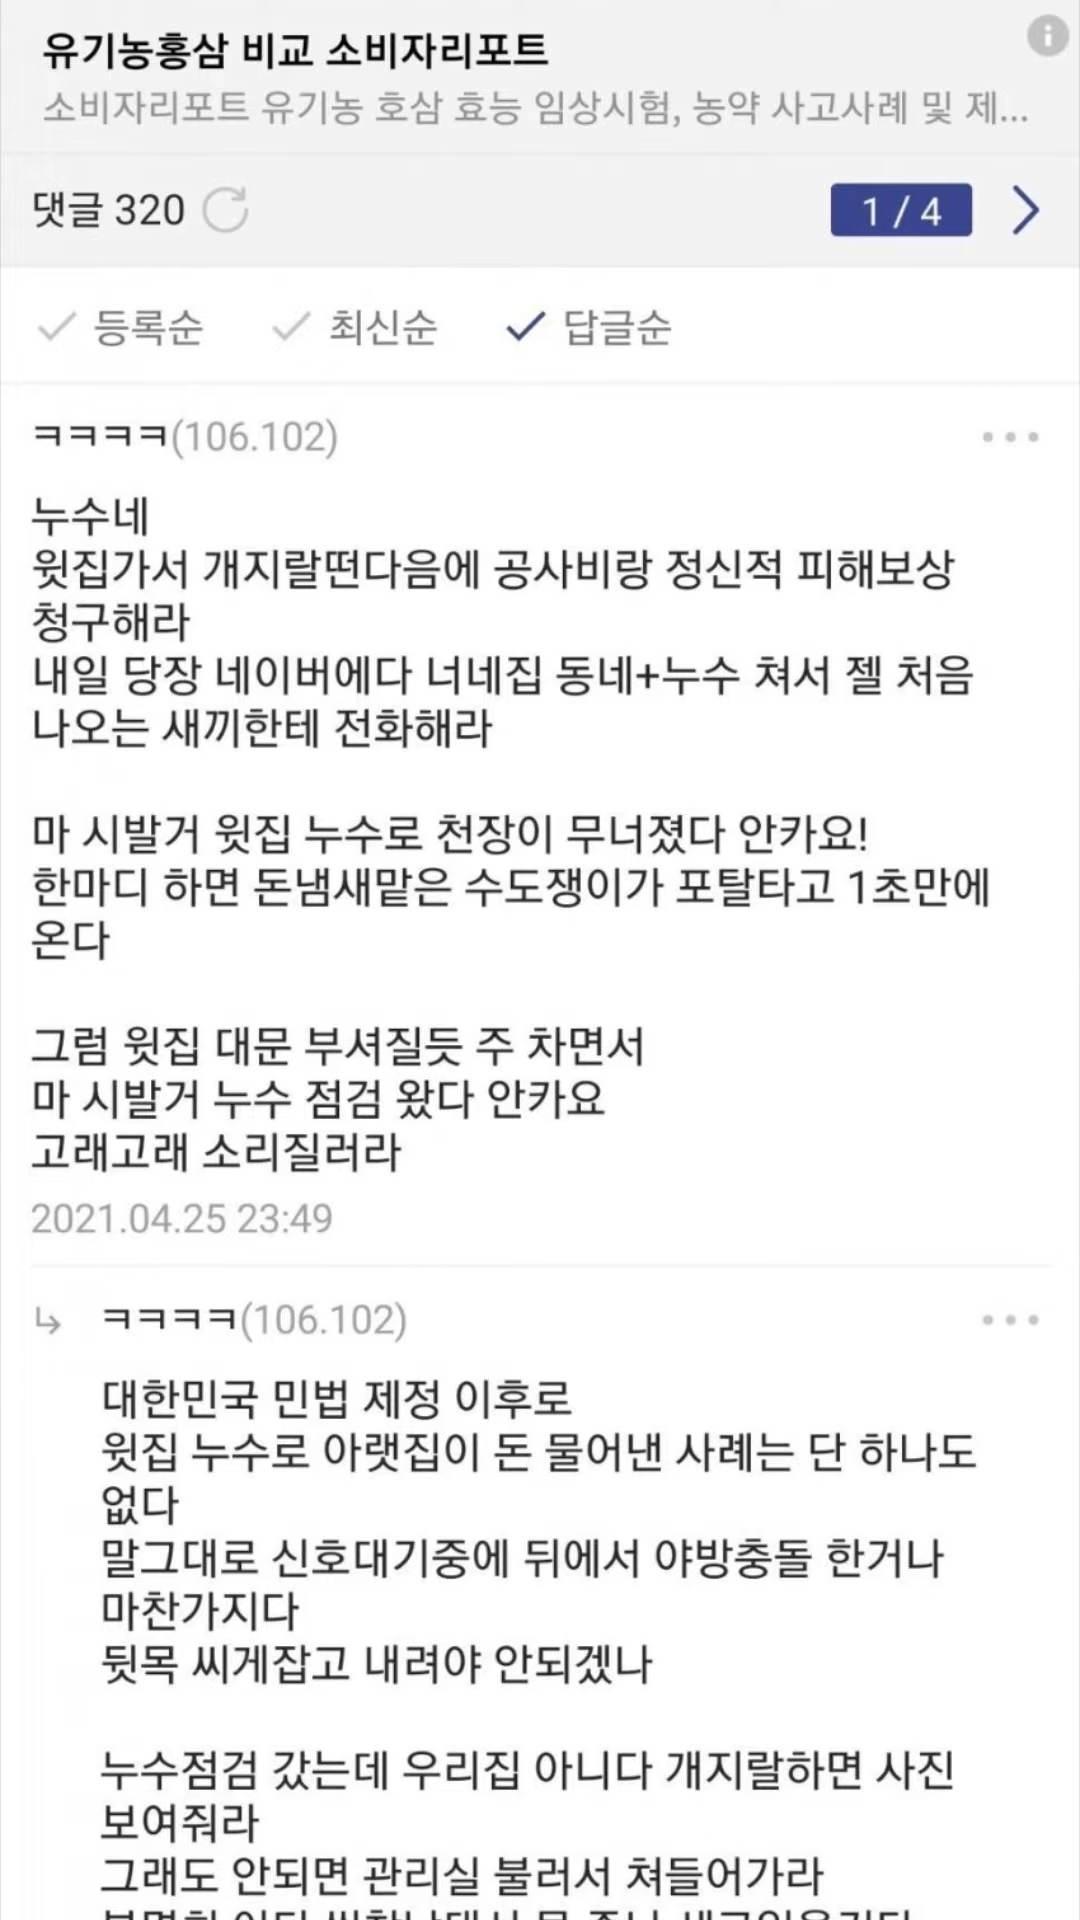 유기농홍삼 비교 소비자리포트
소비자리포트 유기농 호삼 효능 임상시험, 농약 사고사례 및 제...
댓글 320
1 / 4
등록순 최신순 답글순
ㅋㅋㅋㅋ(106.102)
누수네
윗집가서 개지랄떤다음에 공사비랑 정신적 피해보상
청구해라
내일 당장 네이버에다 너네집 동네+누수 쳐서 젤 처음
나오는 새끼한테 전화해라
마 시발거 윗집 누수로 천장이 무너졌다 안카요!
한마디 하면 돈냄새맡은 수도쟁이가 포탈타고 1초만에
온다
그럼 윗집 대문 부셔질듯 주 차면서
마 시발거 누수 점검 왔다 안카요
고래고래 소리질러라
2021.04.25 23:49
ㅋㅋㅋㅋ(106.102)
대한민국 민법 제정 이후로
윗집 누수로 아랫집이 돈 물어낸 사례는 단 하나도
없다
말그대로 신호대기중에 뒤에서 야방충돌 한거나
마찬가지다
뒷목 씨게잡고 내려야 안되겠나
누수점검 갔는데 우리집 아니다 개지랄하면 사진
보여줘라
그래도 안되면 관리실 불러서 쳐들어가라